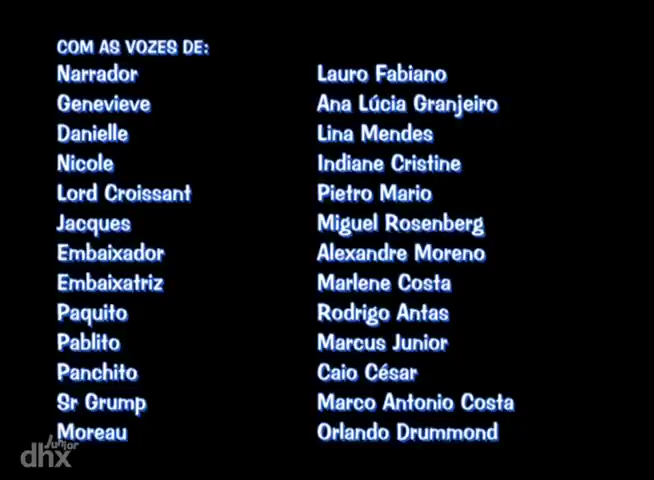 COM AS VOZES DE:
Narrador Lauro Fabiano
Genevieve Ana Lúcia Granjeiro
Danielle Lina Mendes
Nicole Indiane Cristine
Lord Croissant Pietro Mario
Jacques Miguel Rosenberg
Embaixador Alexandre Moreno
Embaixatriz Marlene Costa
Paquito Rodrigo Antas
Pablito Marcus Junior
Panchito Caio César
Sr Grump Marco Antonio Costa
Moreau Orlando Drummond
dhx Junior